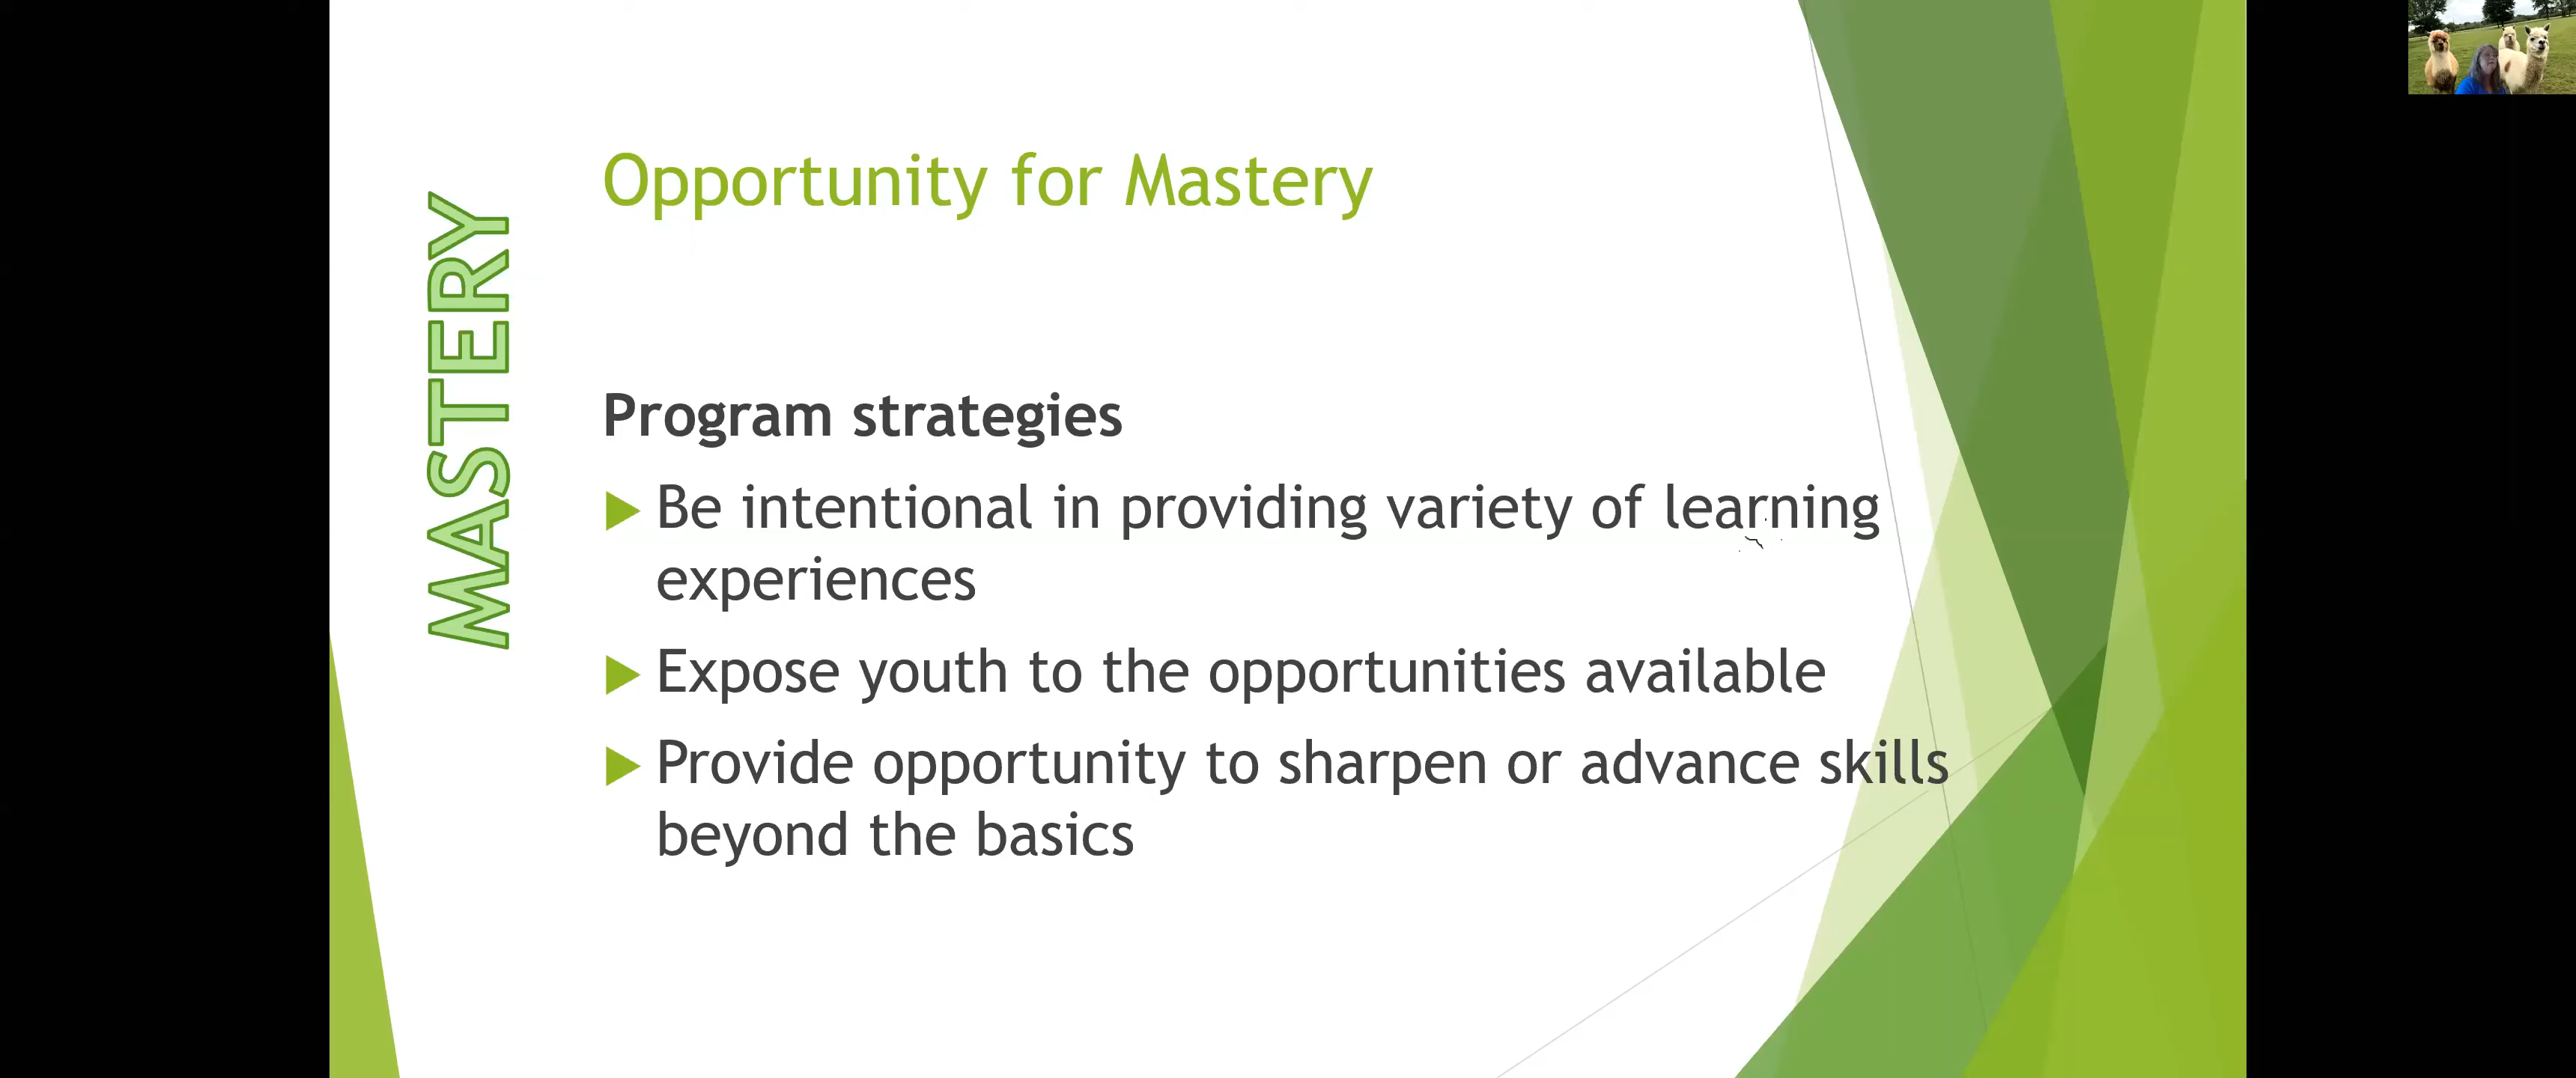 Opportunity for Mastery
MASTERY
Program strategies
Be intentional in providing variety of learning
experiences
Expose youth to the opportunities available
Provide opportunity to sharpen or advance skills
beyond the basics